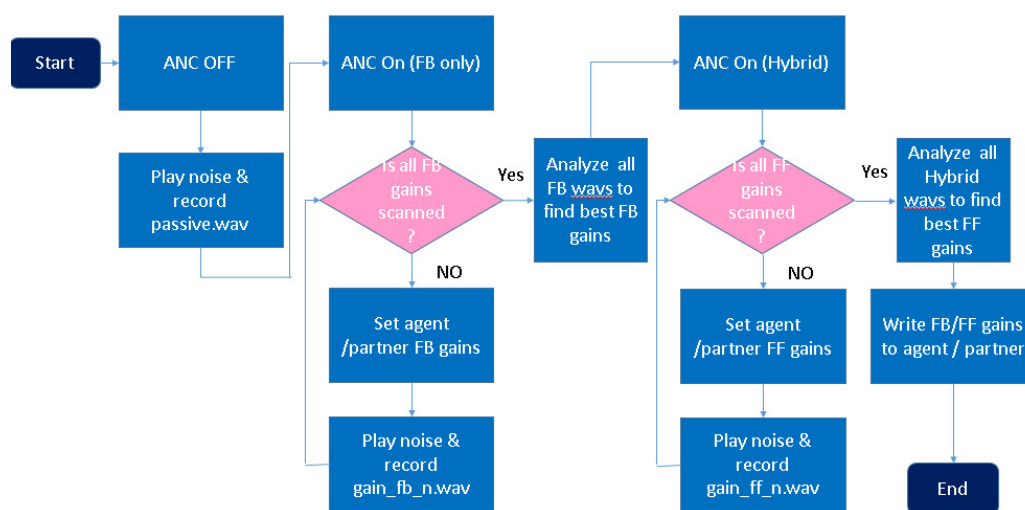 Start
ANC OFF
Play noise &
record
passive.wav
ANC On (FB only)
Is all FB
gains
scanned
?
Yes
NO
Set agent
/partner FB gains
Play noise &
record
gain_fb_n.wav
Analyze all
FB wavs to
find best FB
gains
ANC On (Hybrid)
Is all FF
gains
scanned
?
Yes
NO
Set agent
/partner FF gains
Play noise &
record
gain_ff_n.wav
Analyze all
Hybrid
wavs to find
best FF
gains
Write FB/FF gains
to agent / partner
End